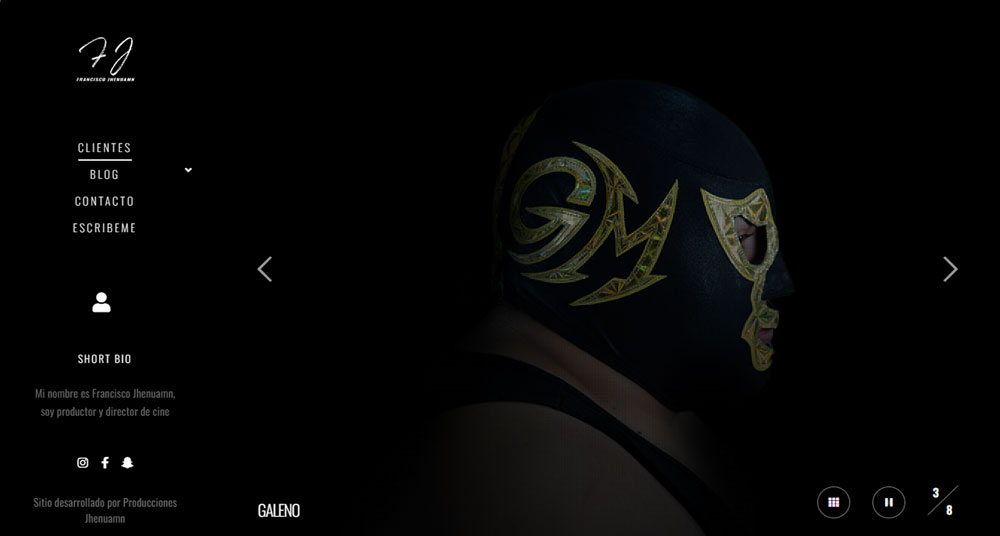 FJ
FRANCISCO JHENUAMN
CLIENTES
BLOG
CONTACTO
ESCRIBEME
SHORT BIO
Mi nombre es Francisco Jhenuamn,
soy productor y director de cine
Sitio desarrollado por Producciones
Jhenuamn
GM
GALENO
3
8